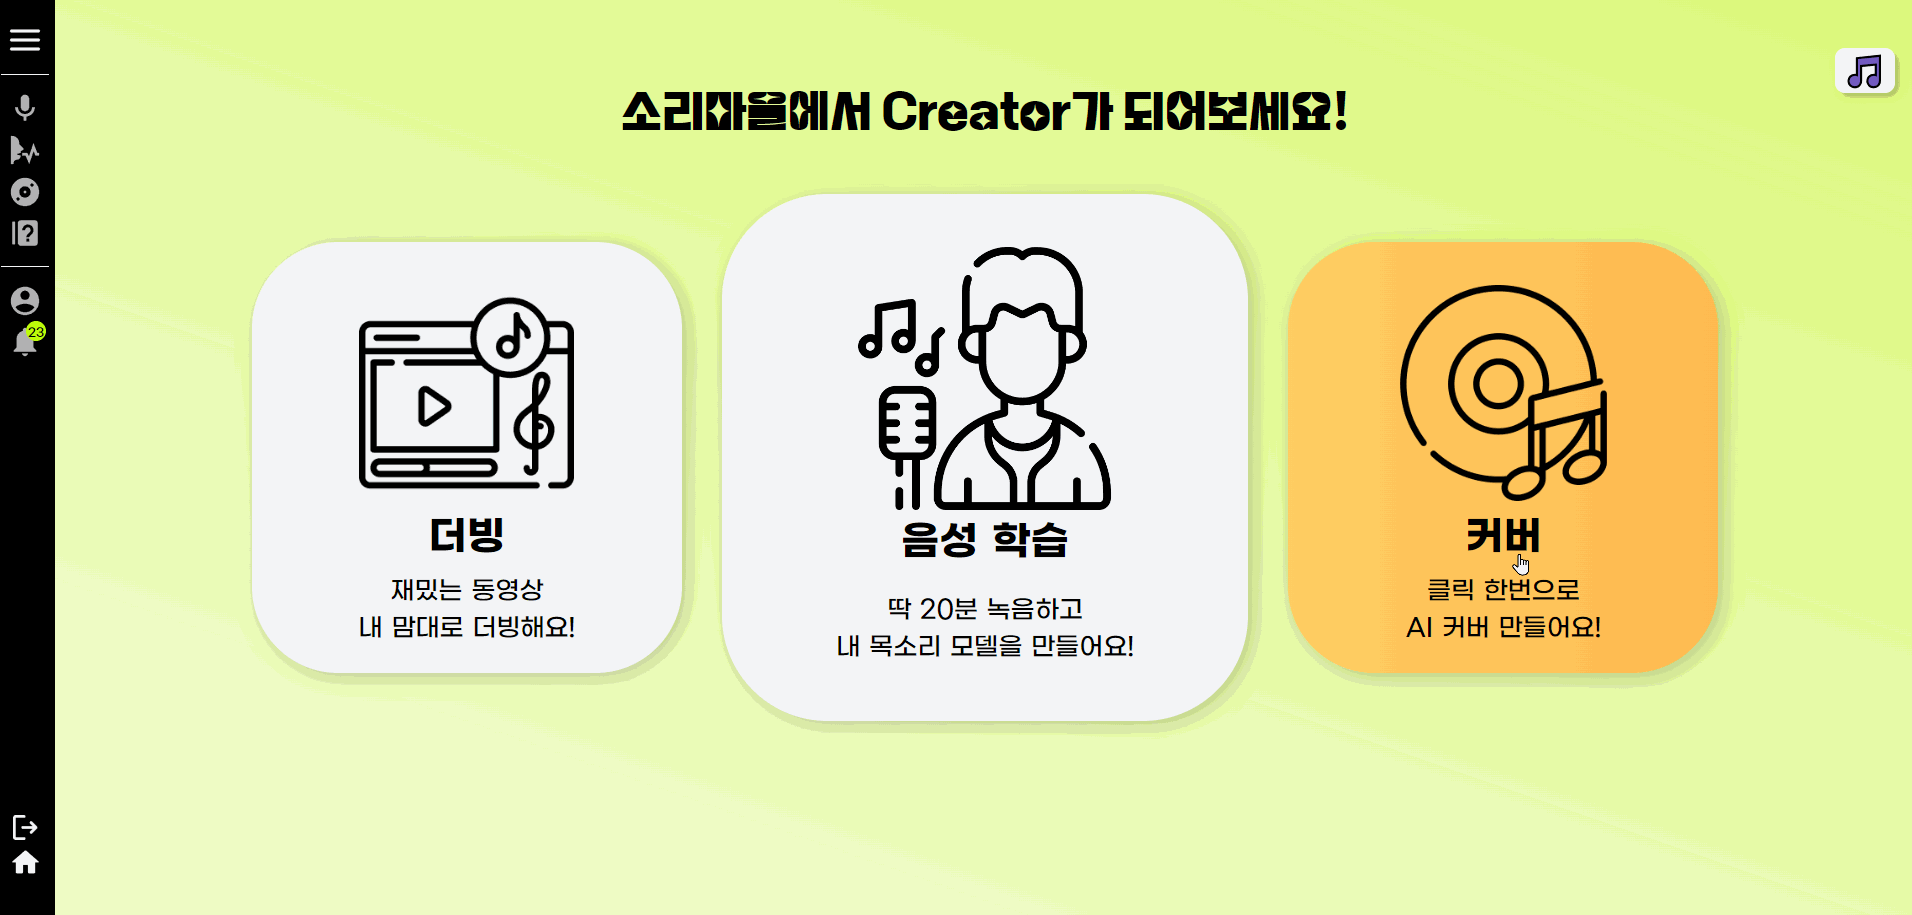 소리마을에서 Creator가 되어보세요!
23
더빙
재밌는 동영상
내 맘대로 더빙해요!
음성 학습
딱 20분 녹음하고
내 목소리 모델을 만들어요!
커버
클릭 한번으로
AI 커버 만들어요!